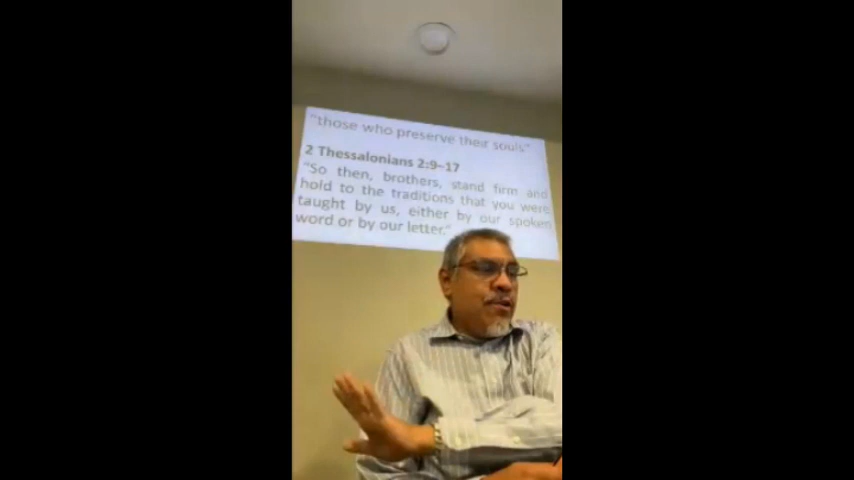 "those who preserve their souls"
2 Thessalonians 2:9–17
"So then, brothers, stand firm and
hold to the traditions that you were
taught by us, either by our spoken
word or by our letter."